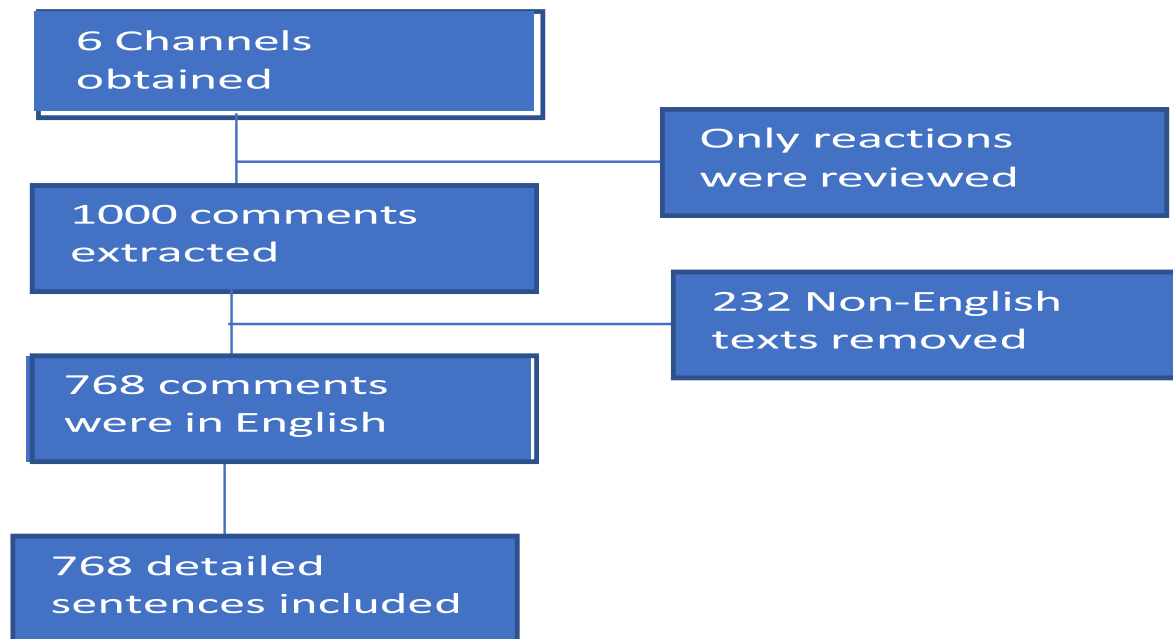 6 Channels
obtained
Only reactions
were reviewed
1000 comments
extracted
232 Non-English
texts removed
768 comments
were in English
768 detailed
sentences included